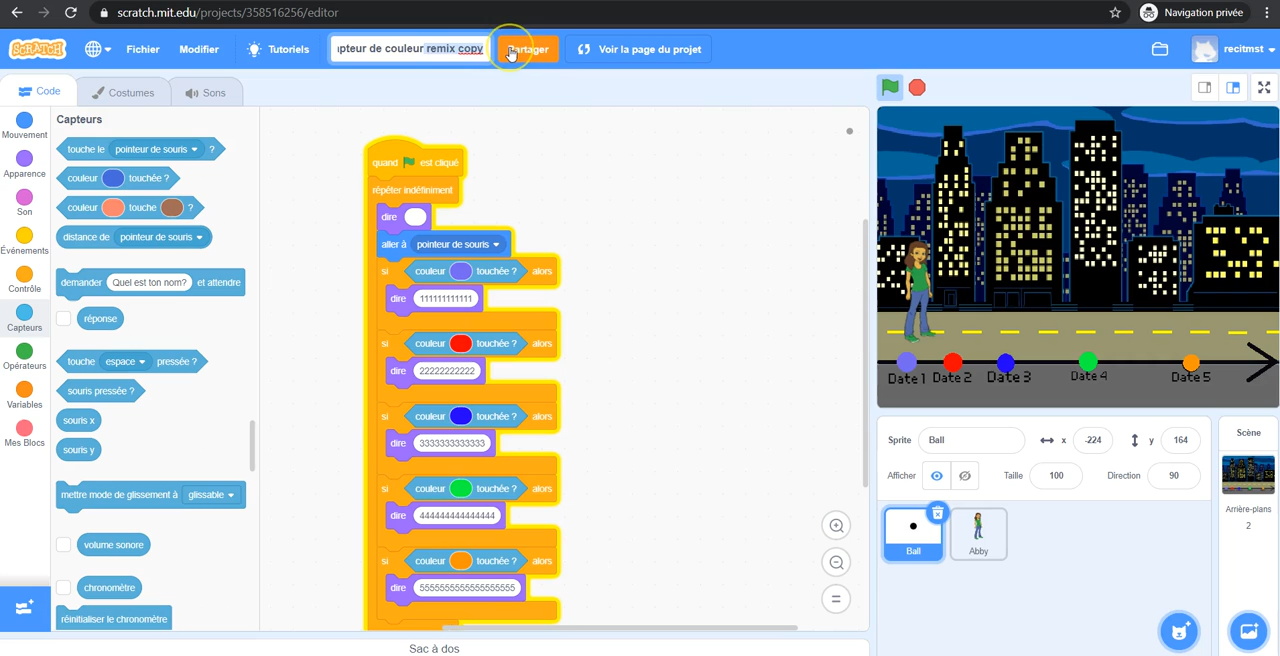 scratch.mit.edu/projects/358516256/editor
Navigation privée
SCRATCH
Fichier
Modifier
Tutoriels
pteur de couleur remix copy
Partager
Voir la page du projet
recitmst
Code
Costumes
Sons
Mouvement
Apparence
Son
Événements
Contrôle
Capteurs
Opérateurs
Variables
Mes Blocs
Capteurs
touche le pointeur de souris ?
couleur touchée ?
couleur touche ?
distance de pointeur de souris
demander Quel est ton nom? et attendre
réponse
touche espace pressée ?
souris pressée ?
souris x
souris y
mettre mode de glissement à glissable
volume sonore
chronomètre
réinitialiser le chronomètre
quand est cliqué
répéter indéfiniment
dire
aller à pointeur de souris
si couleur touchée ? alors
dire 111111111111
si couleur touchée ? alors
dire 22222222222
si couleur touchée ? alors
dire 3333333333333
si couleur touchée ? alors
dire 44444444444444
si couleur touchée ? alors
dire 5555555555555555555
Date 1 Date 2 Date 3 Date 4 Date 5
Sprite Ball x -224 y 164
Afficher Taille 100 Direction 90
Ball
Abby
Scène
Arrière-plans
2
Sac à dos